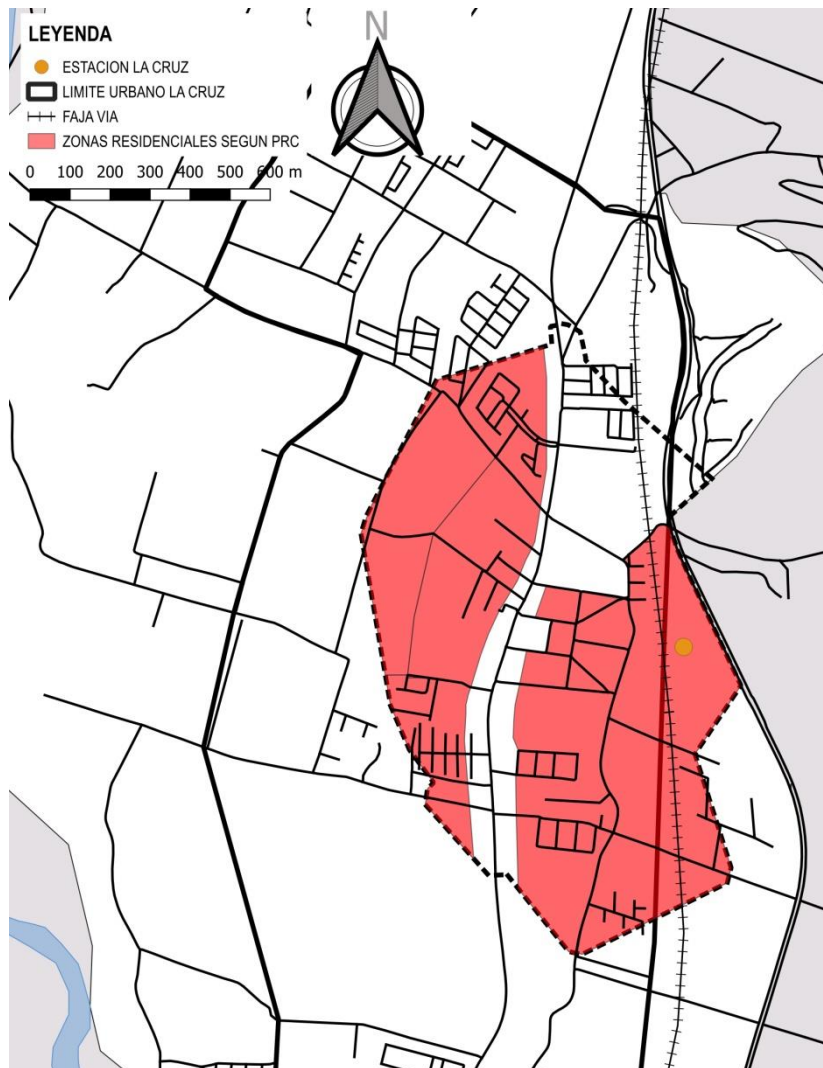 LEYENDA
N
ESTACION LA CRUZ
LIMITE URBANO LA CRUZ
FAJA VIA
ZONAS RESIDENCIALES SEGUN PRC
0 100 200 300 400 500 600 m